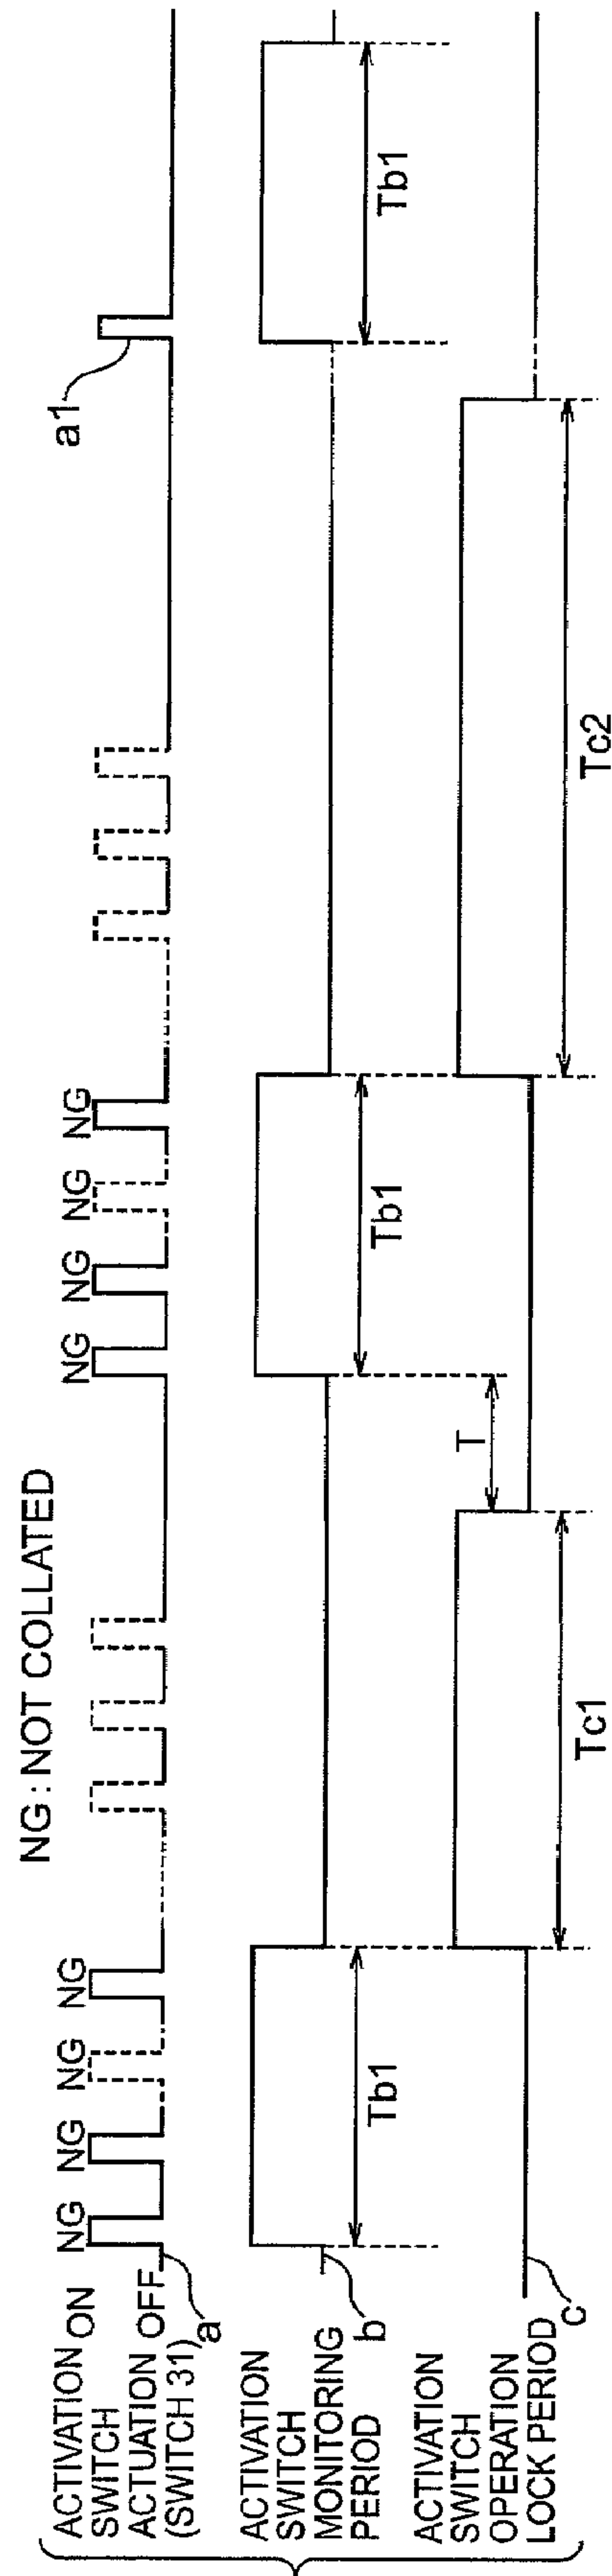 NG : NOT COLLATED
ACTIVATION ON
SWITCH
ACTUATION OFF
(SWITCH 31)
a
NG NG NG NG
NG NG NG NG
a1
ACTIVATION
SWITCH
MONITORING
PERIOD
b
Tb1
Tb1
Tb1
ACTIVATION
SWITCH
OPERATION
LOCK PERIOD
c
Tc1
T
Tc2